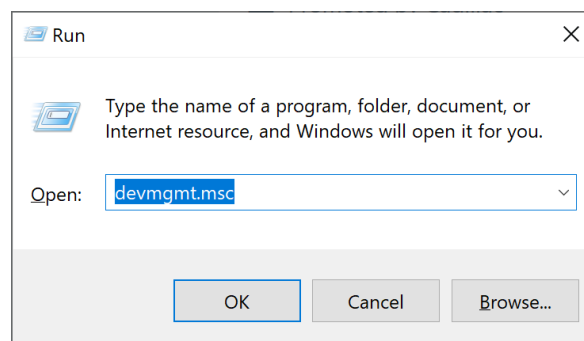 Run
Type the name of a program, folder, document, or
Internet resource, and Windows will open it for you.
Open:
devmgmt.msc
OK
Cancel
Browse...